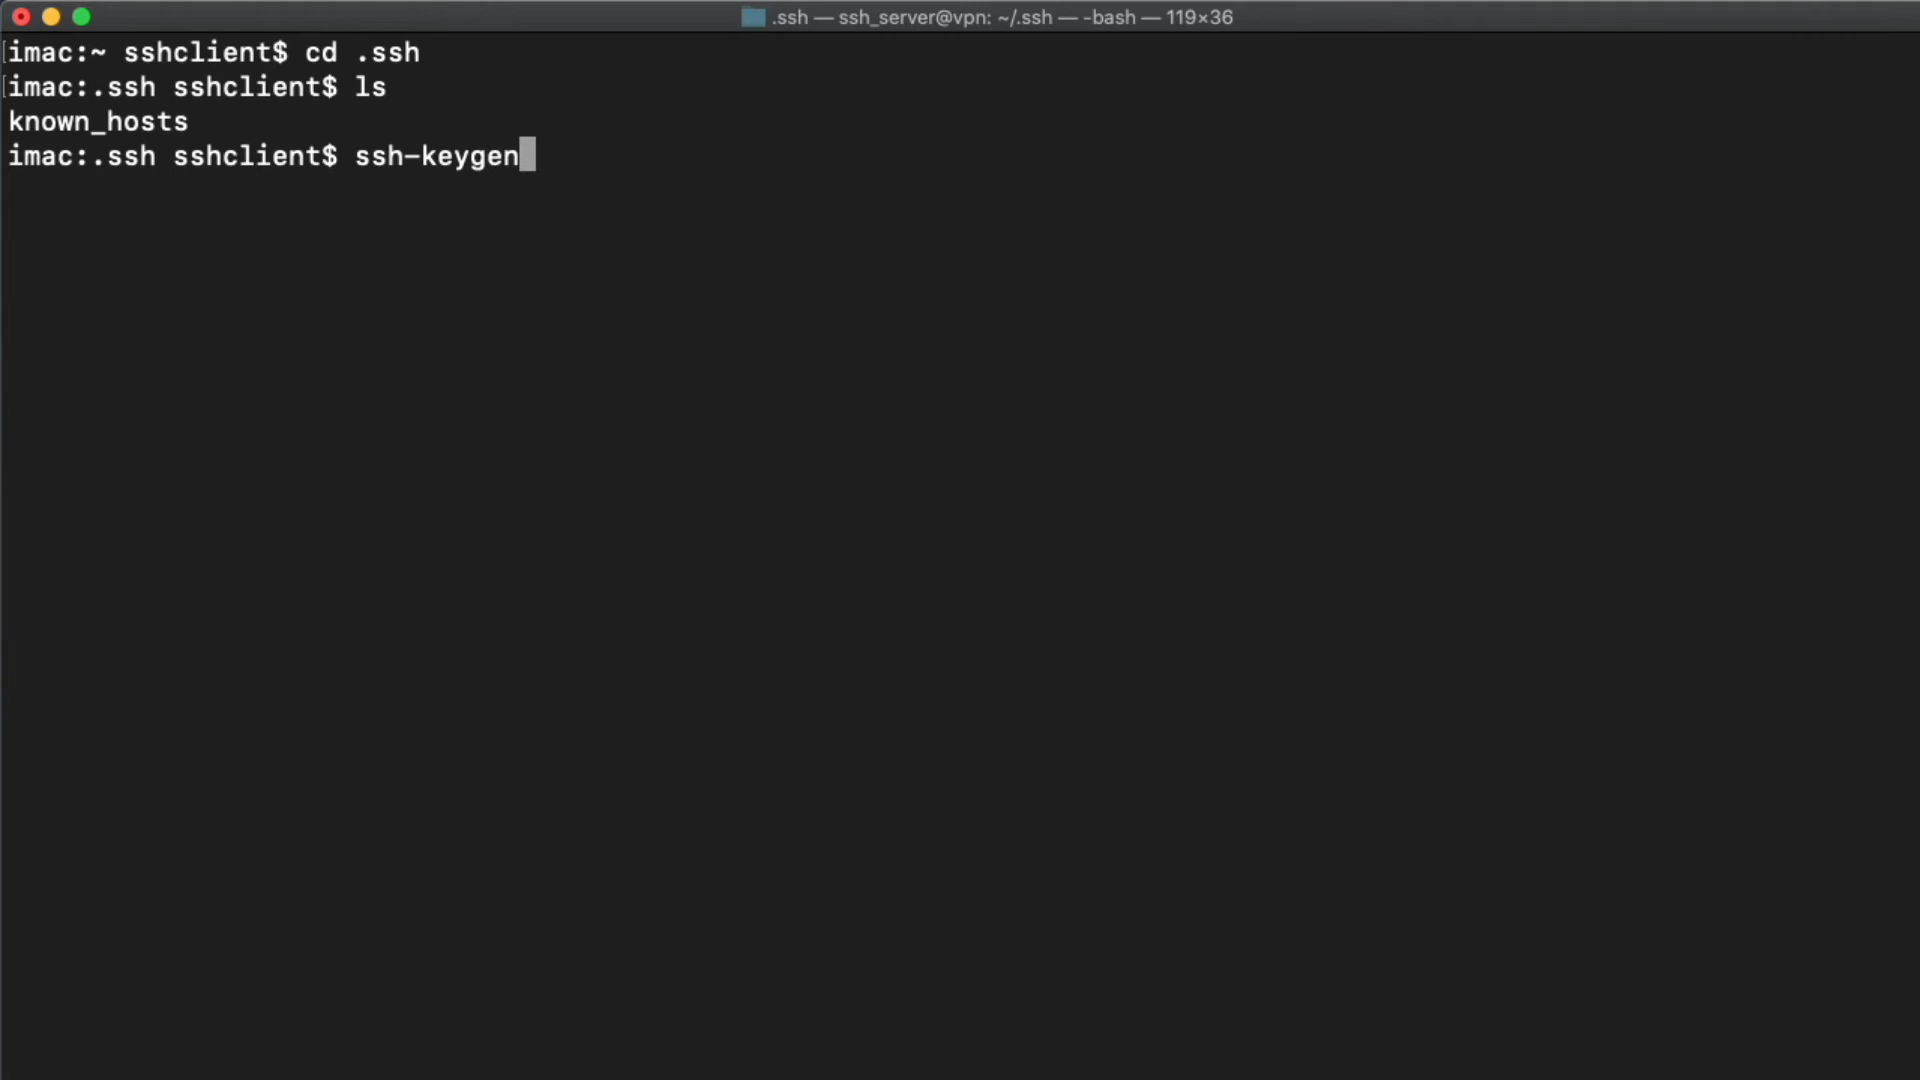 .ssh — ssh_server@vpn: ~/.ssh — -bash — 119×36
imac:~ sshclient$ cd .ssh
imac:.ssh sshclient$ ls
known_hosts
imac:.ssh sshclient$ ssh-keygen